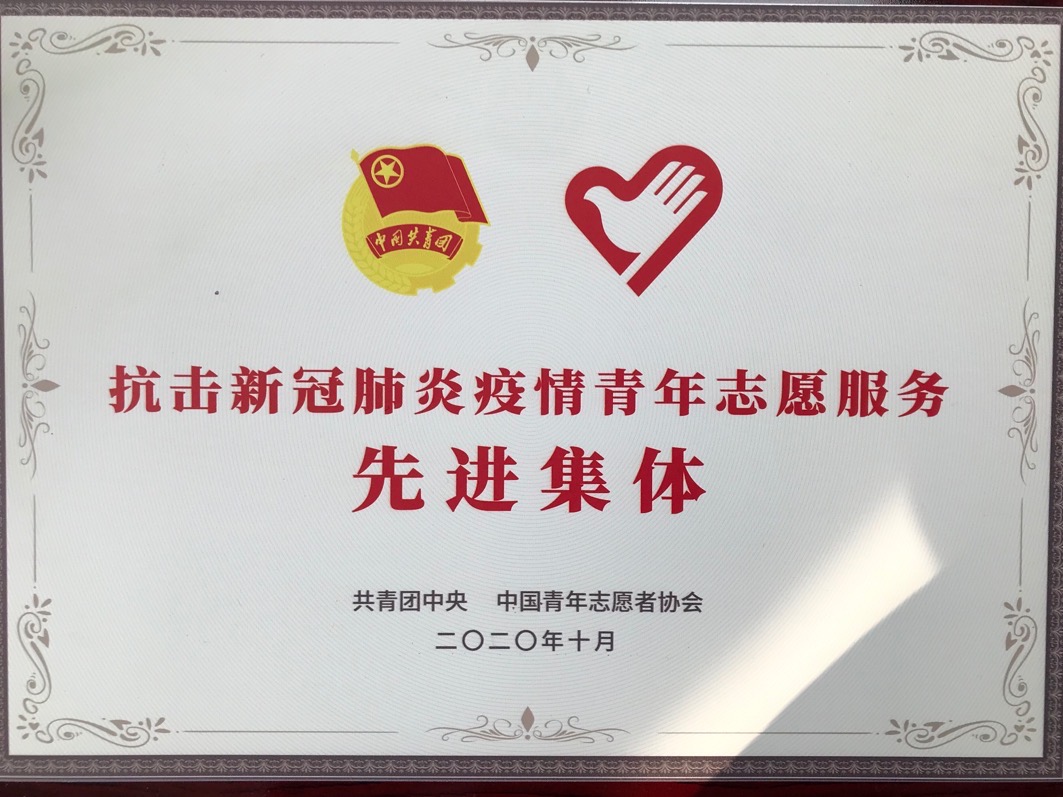 中国共青团
抗击新冠肺炎疫情青年志愿服务
先进集体
共青团中央 中国青年志愿者协会
二〇二〇年十月